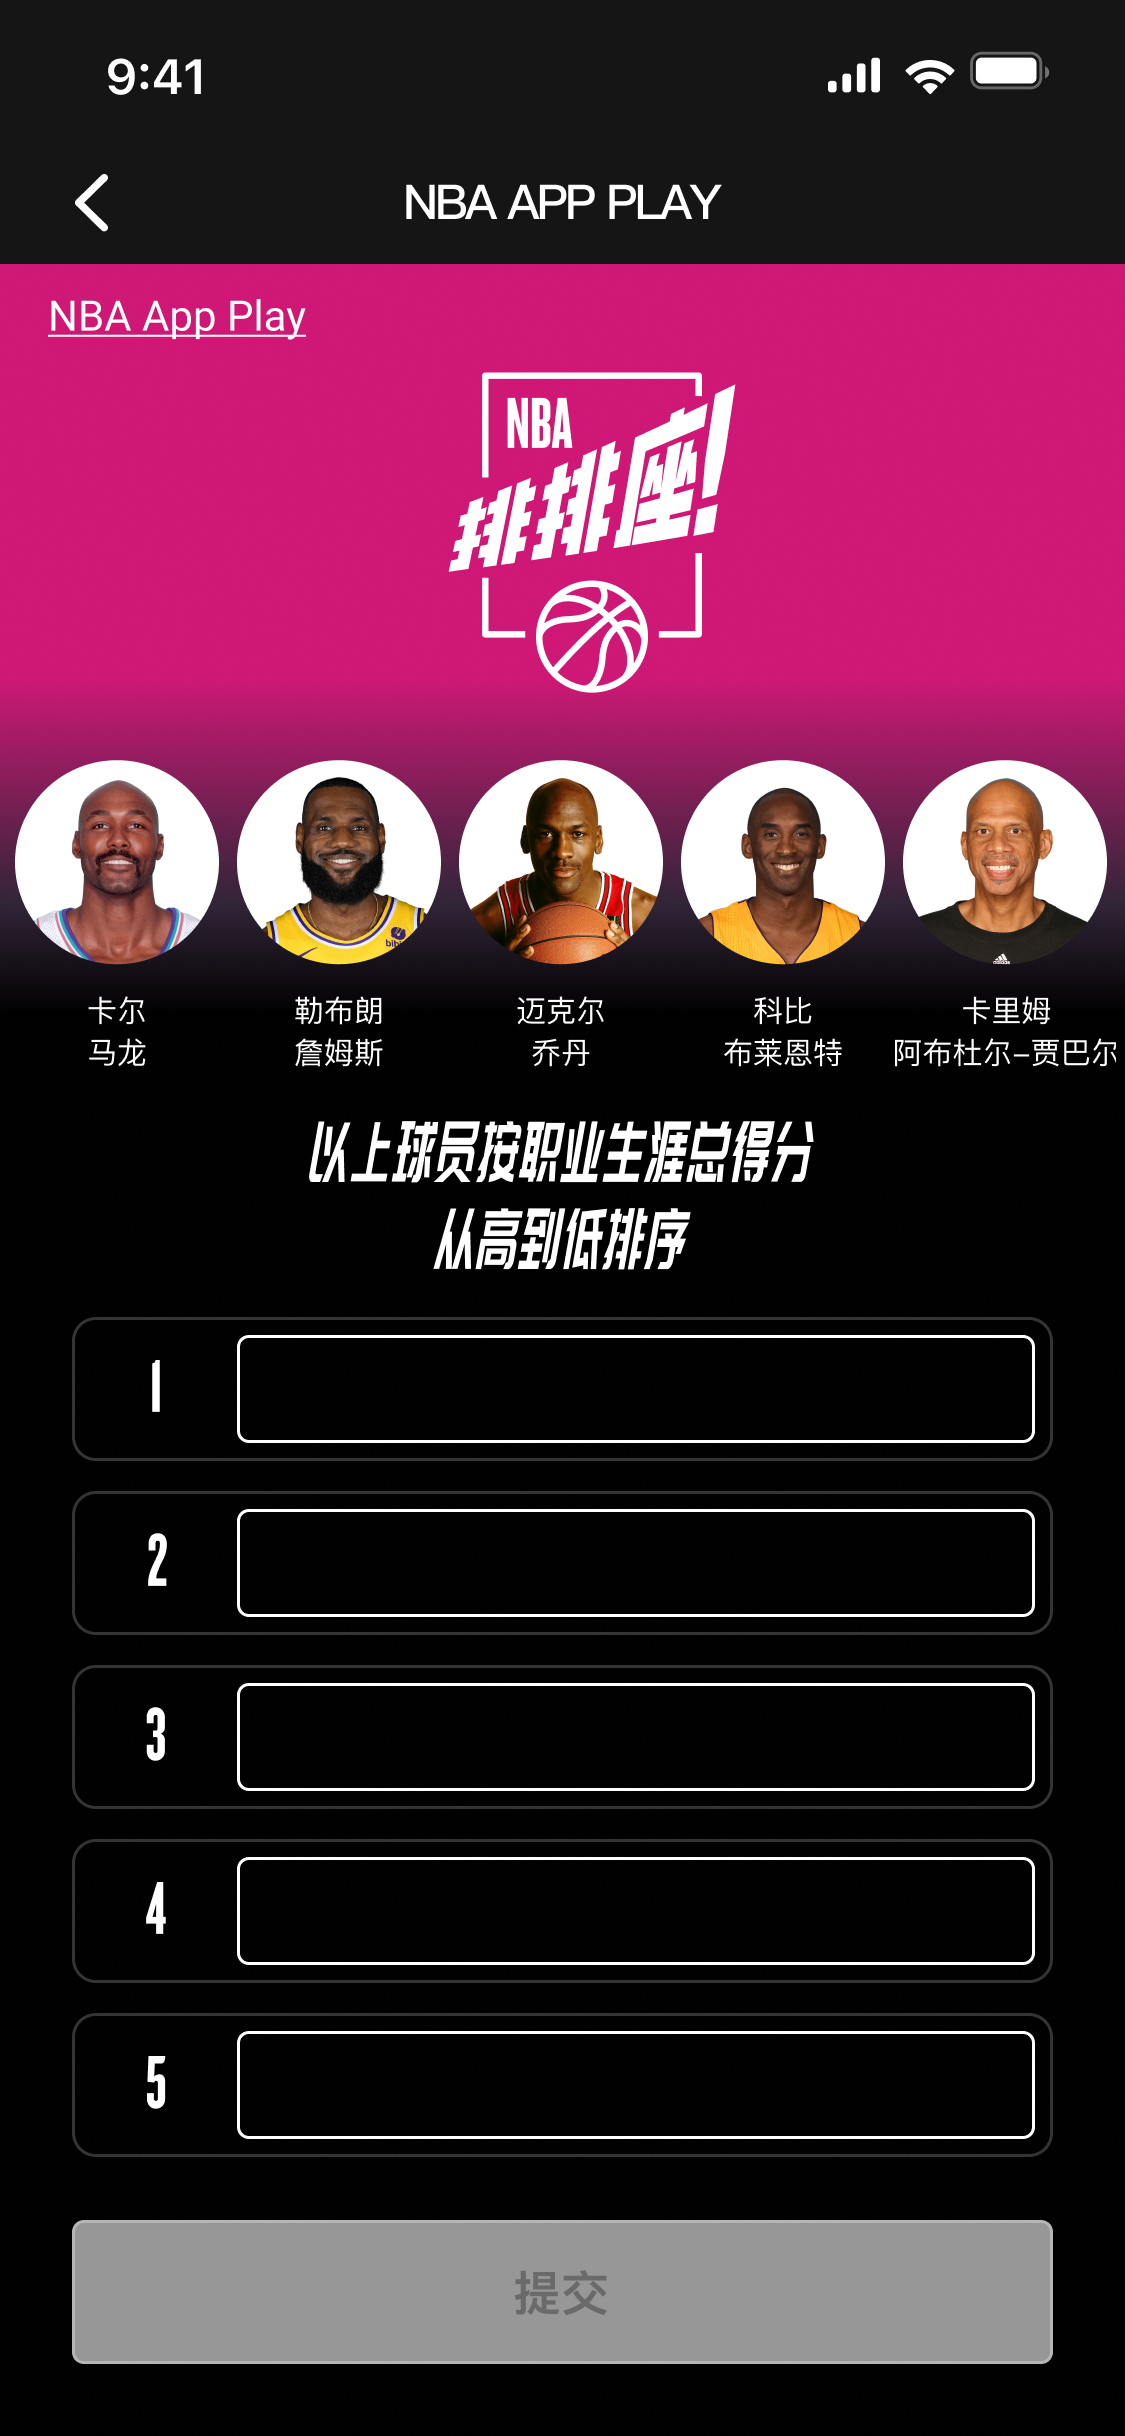 9:41
NBA APP PLAY
NBA App Play
NBA
排排座!
卡尔
马龙
勒布朗
詹姆斯
迈克尔
乔丹
科比
布莱恩特
卡里姆
阿布杜尔-贾巴尔
以上球员按职业生涯总得分
从高到低排序
1
2
3
4
5
提交